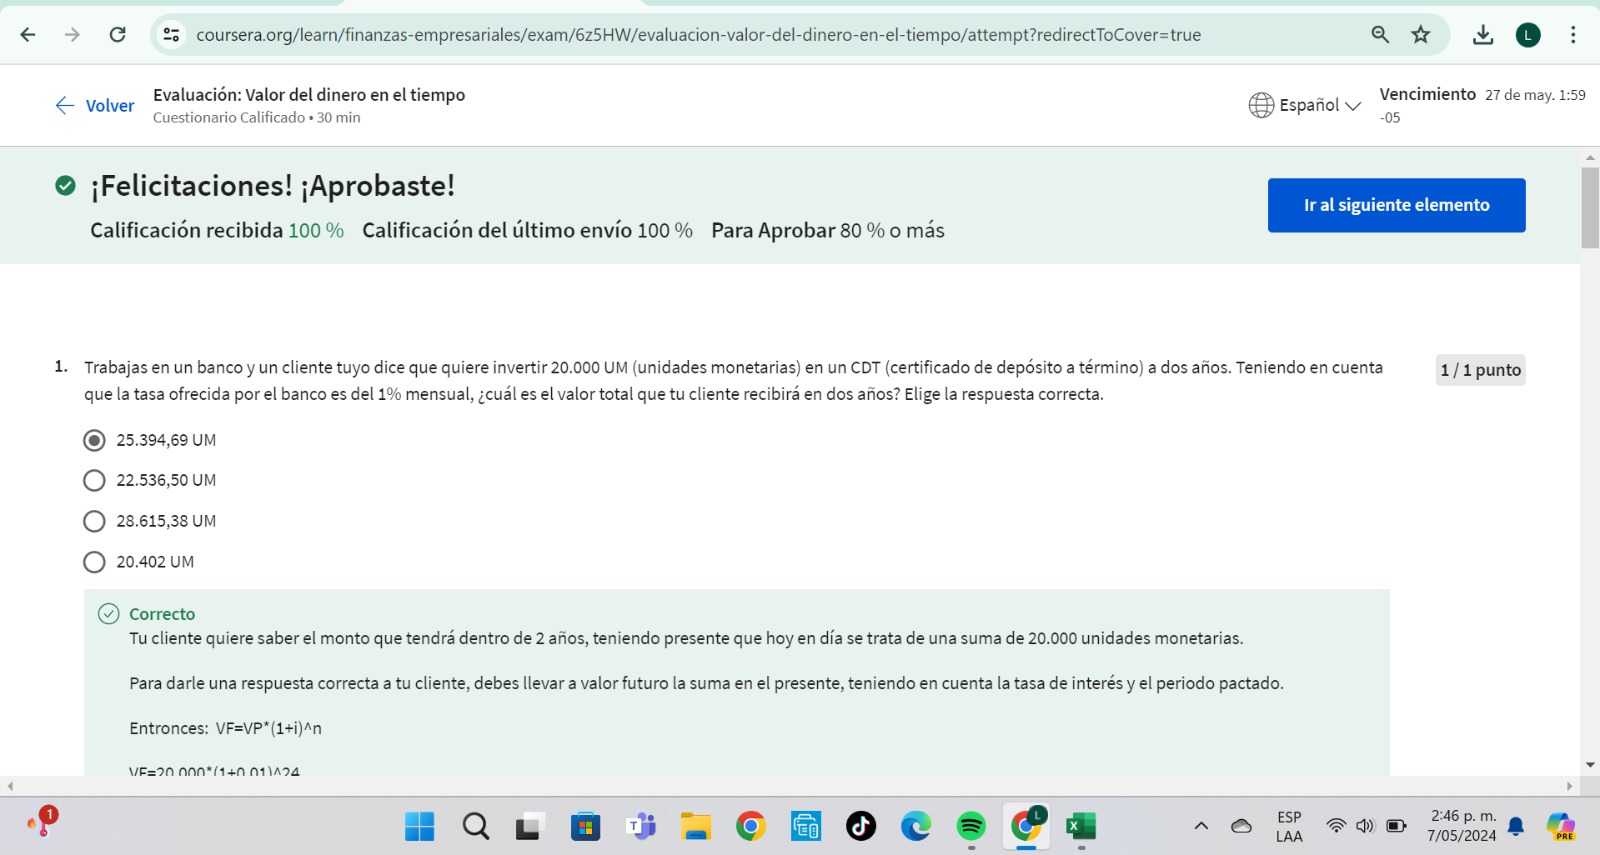 coursera.org/learn/finanzas-empresariales/exam/6z5HW/evaluacion-valor-del-dinero-en-el-tiempo/attempt?redirectToCover=true
L
Volver
Evaluación: Valor del dinero en el tiempo
Cuestionario Calificado • 30 min
Español
Vencimiento 27 de may. 1:59
-05
¡Felicitaciones! ¡Aprobaste!
Calificación recibida 100 % Calificación del último envío 100 % Para Aprobar 80 % o más
Ir al siguiente elemento
1. Trabajas en un banco y un cliente tuyo dice que quiere invertir 20.000 UM (unidades monetarias) en un CDT (certificado de depósito a término) a dos años. Teniendo en cuenta
que la tasa ofrecida por el banco es del 1% mensual, ¿cuál es el valor total que tu cliente recibirá en dos años? Elige la respuesta correcta.
1 / 1 punto
25.394,69 UM
22.536,50 UM
28.615,38 UM
20.402 UM
Correcto
Tu cliente quiere saber el monto que tendrá dentro de 2 años, teniendo presente que hoy en día se trata de una suma de 20.000 unidades monetarias.
Para darle una respuesta correcta a tu cliente, debes llevar a valor futuro la suma en el presente, teniendo en cuenta la tasa de interés y el periodo pactado.
Entronces: VF=VP*(1+i)^n
VF=20.000*(1+0.01)^24
1
T
L
X
ESP
LAA
2:46 p. m.
7/05/2024
PRE